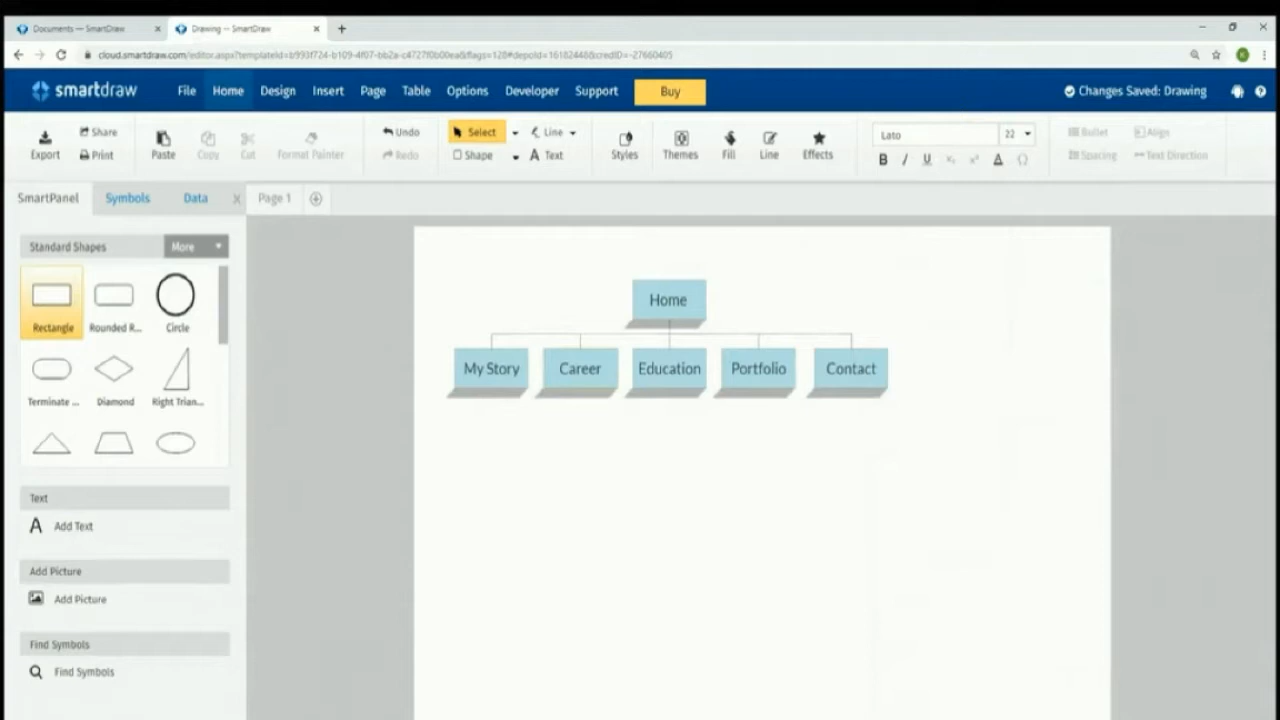 Documents — SmartDraw
Drawing — SmartDraw
smartdraw
File Home Design Insert Page Table Options Developer Support Buy
Changes Saved: Drawing
Export Share Print Paste Copy Cut Format Painter Undo Redo Select Line Shape Text Styles Themes Fill Line Effects Lato 22 B I U A Bullet Align Spacing Text Direction
SmartPanel Symbols Data Page 1
Standard Shapes More
Rectangle Rounded R... Circle
Terminate ... Diamond Right Trian...
Text
A Add Text
Add Picture
Add Picture
Find Symbols
Find Symbols
Home
My Story Career Education Portfolio Contact